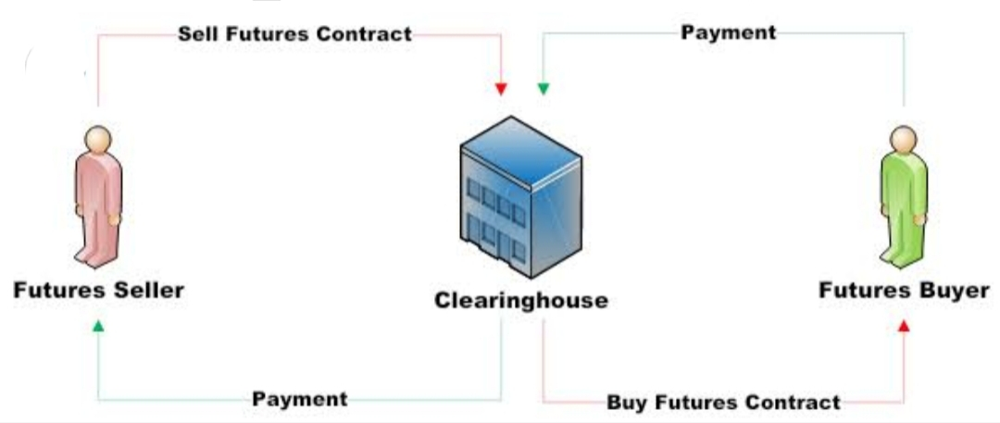 Sell Futures Contract
Payment
Futures Seller
Clearinghouse
Futures Buyer
Payment
Buy Futures Contract